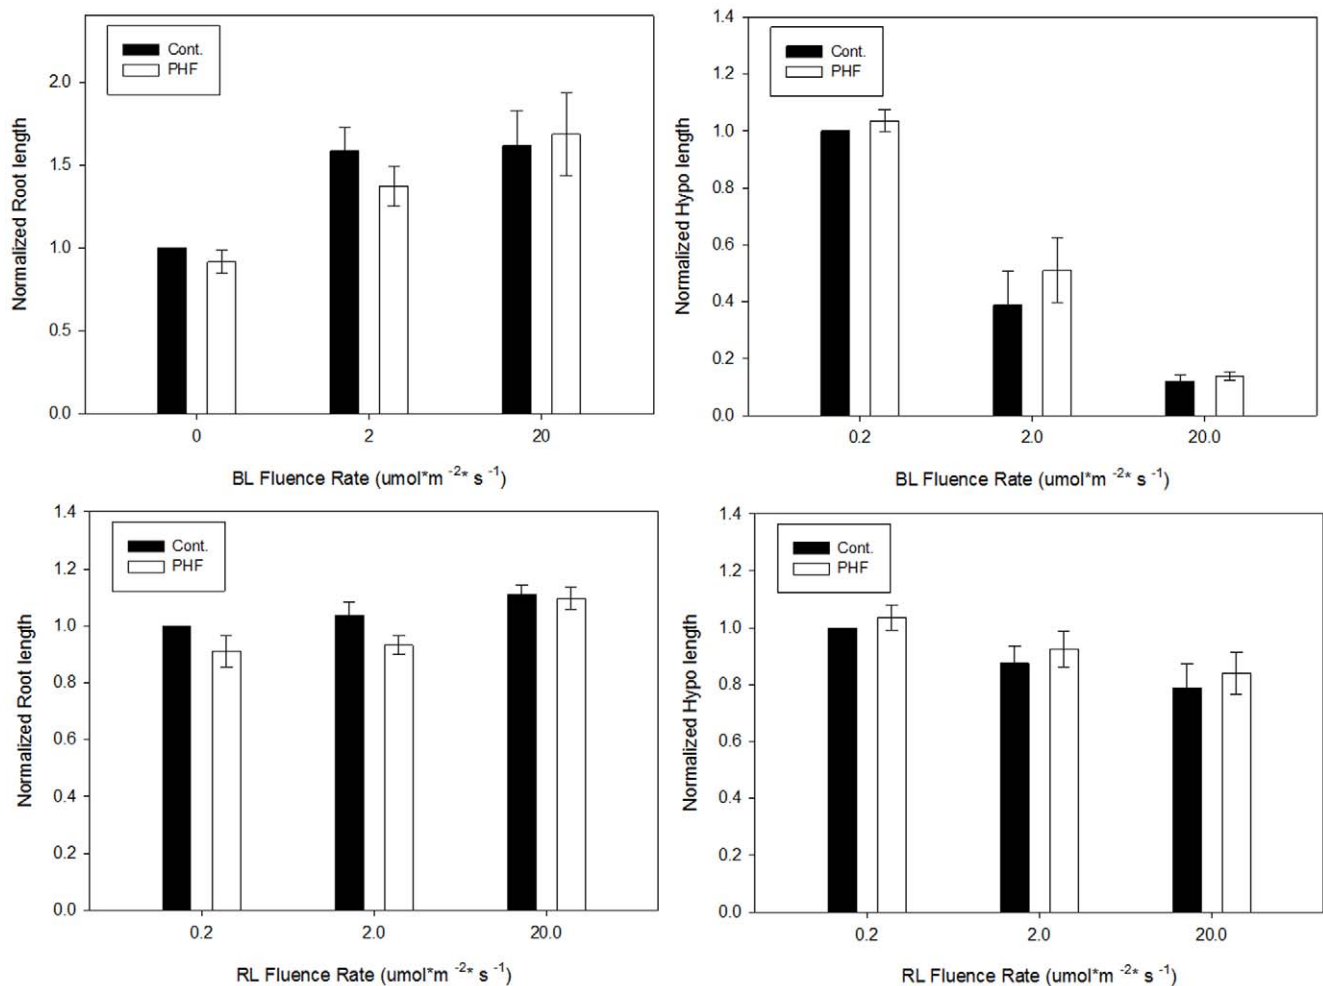 Cont.
PHF
Normalized Root length
2.0
1.5
1.0
0.5
0.0
0
2
20
BL Fluence Rate (umol*m -2* s -1)
Cont.
PHF
Normalized Hypo length
1.4
1.2
1.0
0.8
0.6
0.4
0.2
0.0
0.2
2.0
20.0
BL Fluence Rate (umol*m -2* s -1)
Cont.
PHF
Normalized Root length
1.4
1.2
1.0
0.8
0.6
0.4
0.2
0.0
0.2
2.0
20.0
RL Fluence Rate (umol*m -2* s -1)
Cont.
PHF
Normalized Hypo length
1.4
1.2
1.0
0.8
0.6
0.4
0.2
0.0
0.2
2.0
20.0
RL Fluence Rate (umol*m -2* s -1)